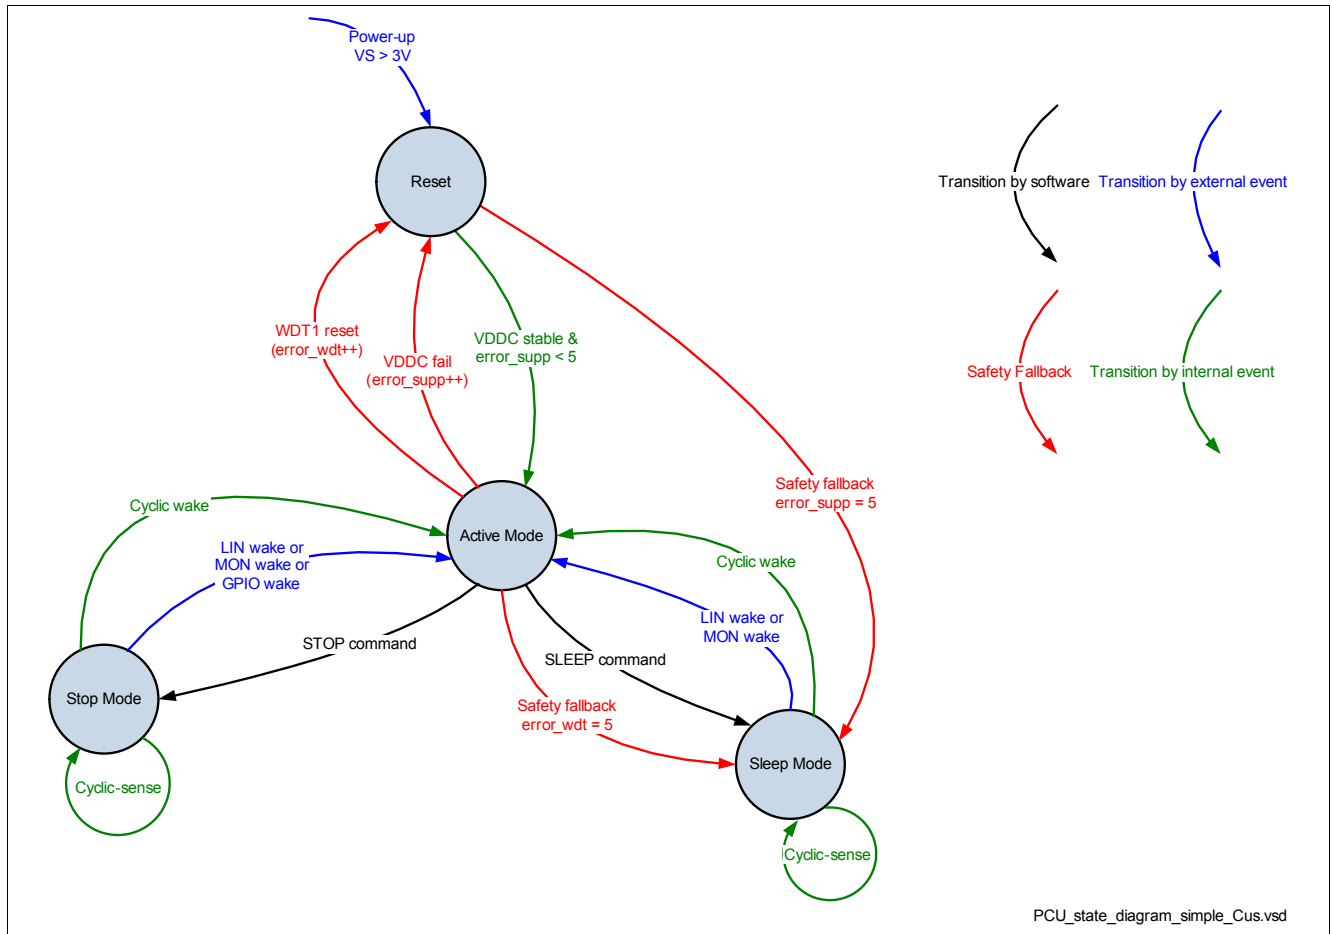 Power-up
VS > 3V
Reset
Transition by software
Transition by external event
WDT1 reset
(error_wdt++)
VDDC fail
(error_supp++)
VDDC stable &
error_supp < 5
Safety Fallback
Transition by internal event
Safety fallback
error_supp = 5
Cyclic wake
Active Mode
LIN wake or
MON wake or
GPIO wake
Cyclic wake
LIN wake or
MON wake
STOP command
SLEEP command
Stop Mode
Safety fallback
error_wdt = 5
Sleep Mode
Cyclic-sense
Cyclic-sense
PCU_state_diagram_simple_Cus.vsd